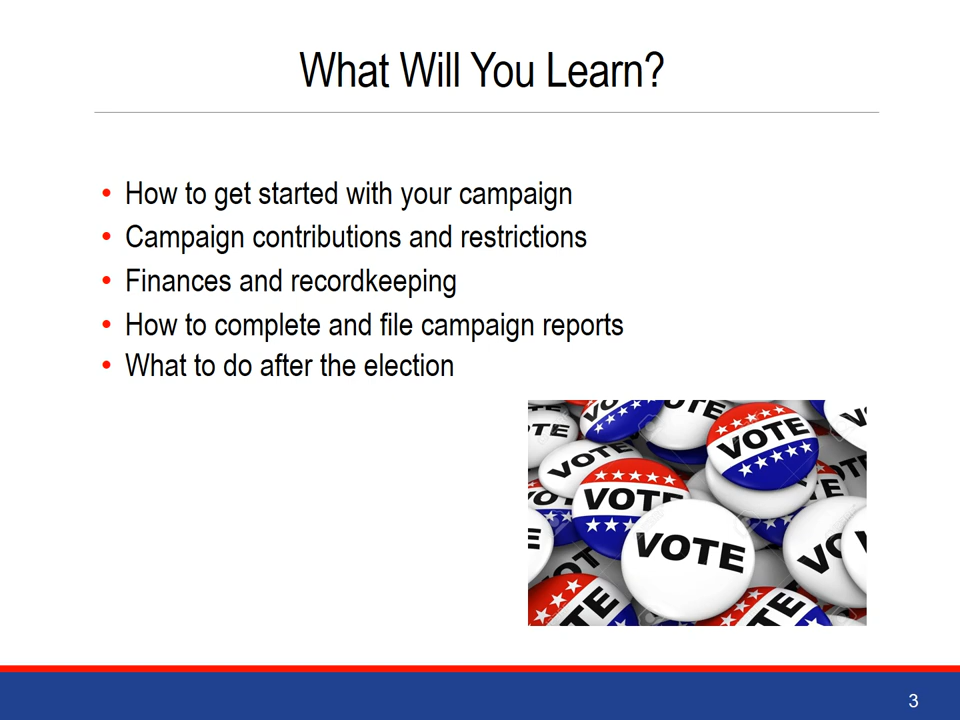 What Will You Learn?
• How to get started with your campaign
• Campaign contributions and restrictions
• Finances and recordkeeping
• How to complete and file campaign reports
• What to do after the election
VOTE
VOTE
VOTE
VOTE
3